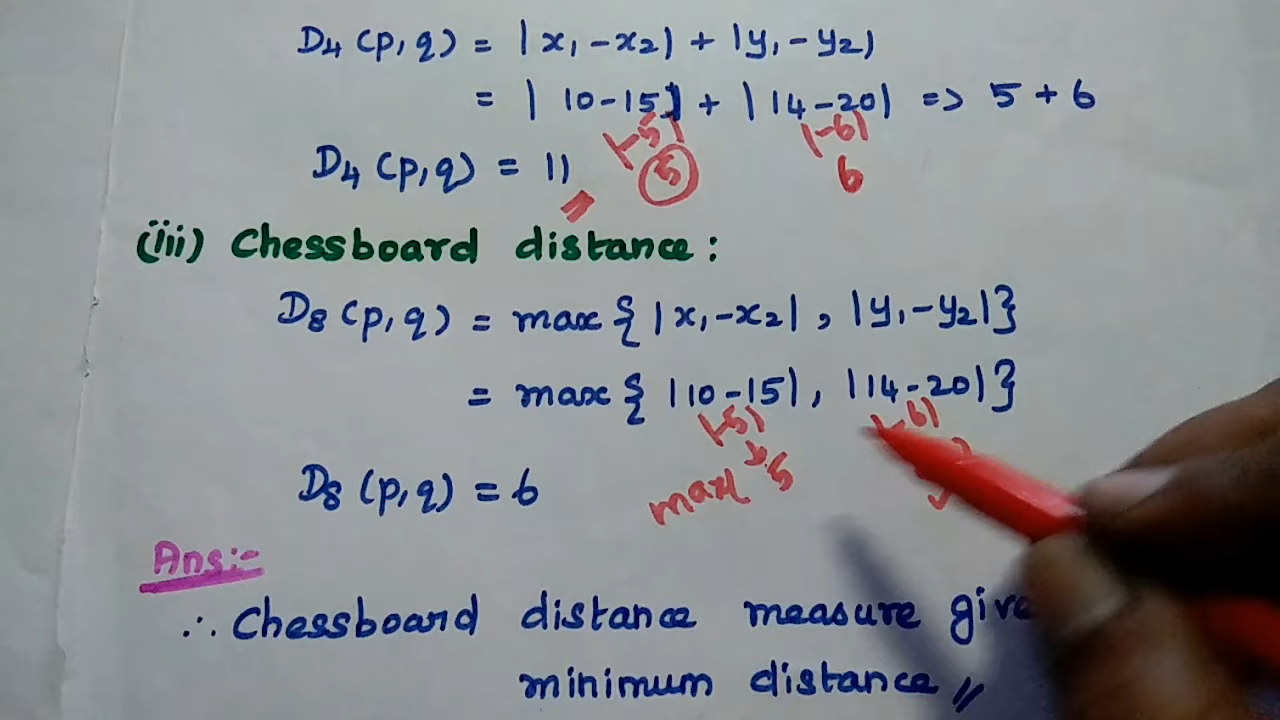 D4 (p,q) = |x1 - x2| + |y1 - y2)
= | 10-15| + | 14-20| => 5 + 6
|-5| |-6|
D4 (p,q) = 11 5 6
(iii) Chessboard distance:
D8 (p,q) = max { |x1 - x2| , |y1 - y2| }
= max { |10-15|, |14-20| }
|-5| |-6|
max 5
D8 (p,q) = 6
Ans:-
∴ Chessboard distance measure give
minimum distance //